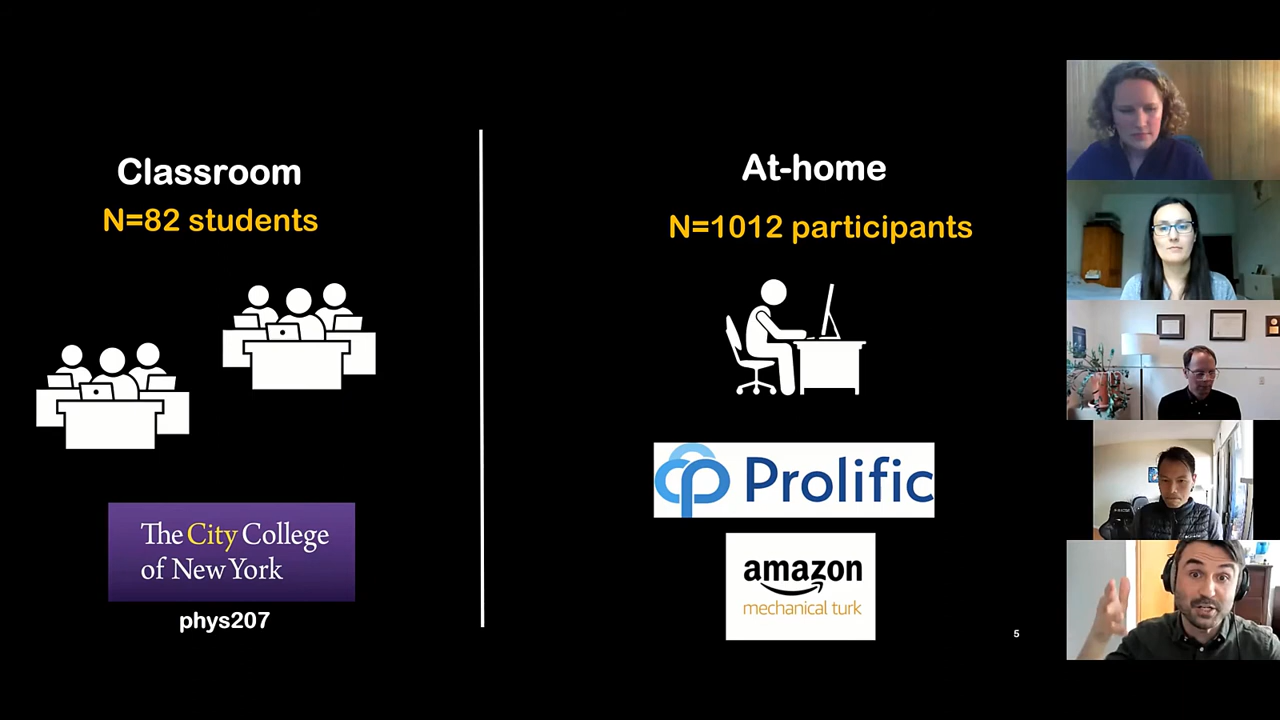 Classroom
N=82 students
The City College
of New York
phys207
At-home
N=1012 participants
Prolific
amazon
mechanical turk
5